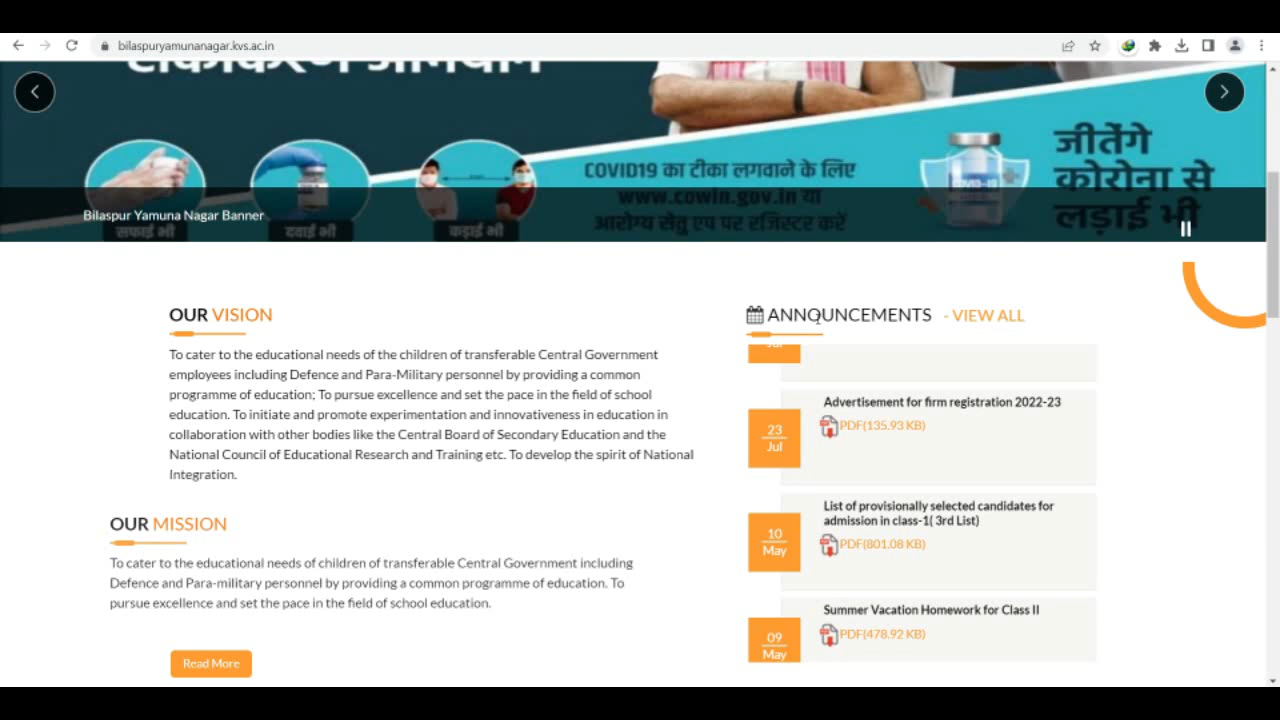 bilaspuryamunanagar.kvs.ac.in
टीकाकरण अभियान
COVID19 का टीका लगवाने के लिए
www.cowin.gov.in या
आरोग्य सेतु एप पर रजिस्टर करें
जीतेंगे
कोरोना से
लड़ाई भी
COVID-19
Bilaspur Yamuna Nagar Banner
सफाई भी
दवाई भी
कड़ाई भी
OUR VISION
To cater to the educational needs of the children of transferable Central Government
employees including Defence and Para-Military personnel by providing a common
programme of education; To pursue excellence and set the pace in the field of school
education. To initiate and promote experimentation and innovativeness in education in
collaboration with other bodies like the Central Board of Secondary Education and the
National Council of Educational Research and Training etc. To develop the spirit of National
Integration.
OUR MISSION
To cater to the educational needs of children of transferable Central Government including
Defence and Para-military personnel by providing a common programme of education. To
pursue excellence and set the pace in the field of school education.
Read More
ANNOUNCEMENTS - VIEW ALL
Jul
23
Jul
Advertisement for firm registration 2022-23
PDF(135.93 KB)
10
May
List of provisionally selected candidates for
admission in class-1( 3rd List)
PDF(801.08 KB)
09
May
Summer Vacation Homework for Class II
PDF(478.92 KB)